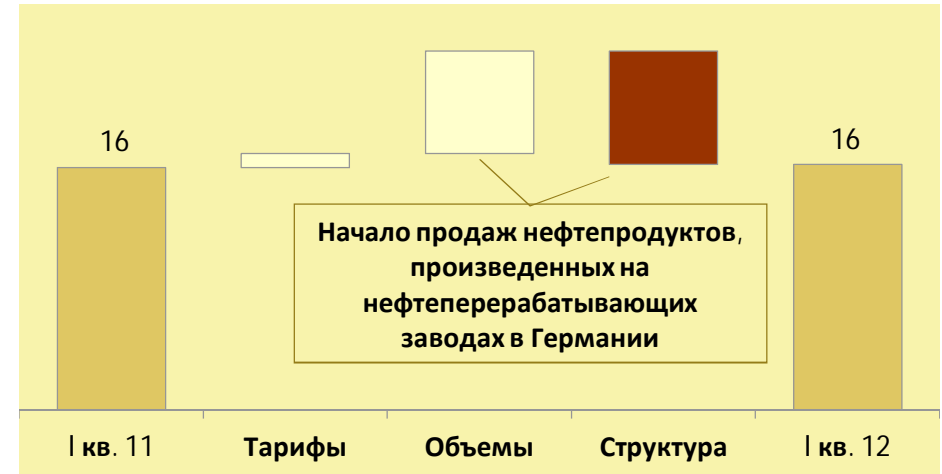 16
16
Начало продаж нефтепродуктов,
произведенных на
нефтеперерабатывающих
заводах в Германии
I кв. 11
Тарифы
Объемы
Структура
I кв. 12